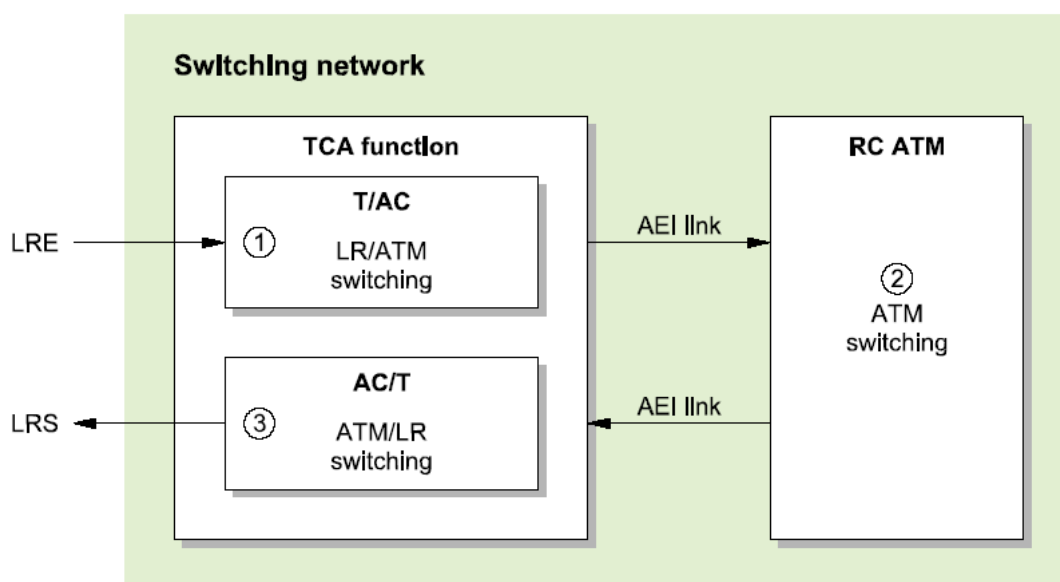 Switching network
TCA function
RC ATM
T/AC
LRE
①
LR/ATM
switching
AEI link
②
ATM
switching
AC/T
LRS
③
ATM/LR
switching
AEI link